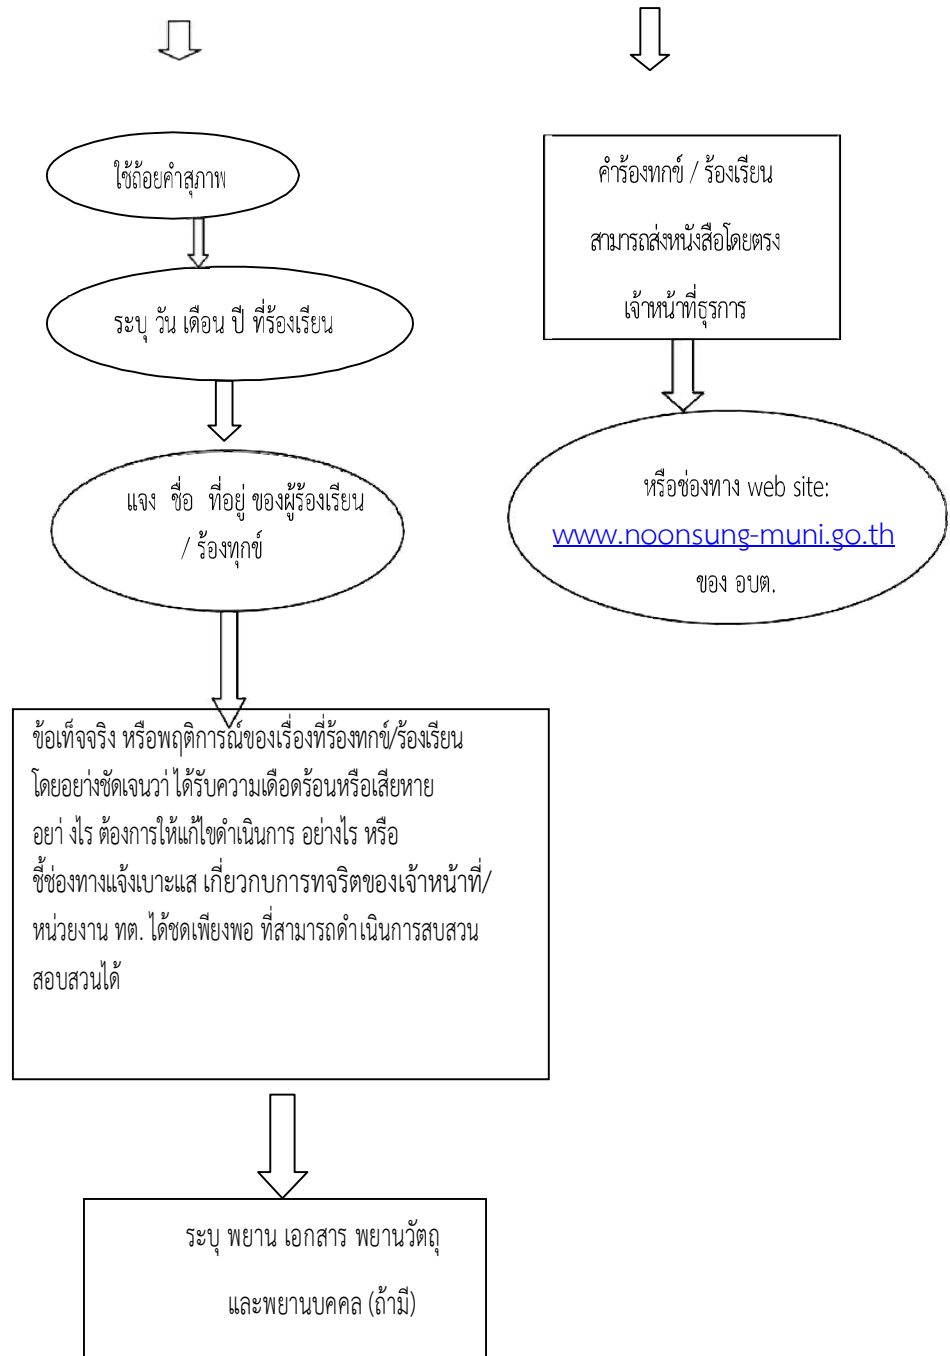 ใช้ถ้อยคำสุภาพ
ระบุ วัน เดือน ปี ที่ร้องเรียน
แจง ชื่อ ที่อยู่ ของผู้ร้องเรียน
/ ร้องทุกข์
ข้อเท็จจริง หรือพฤติการณ์ของเรื่องที่ร้องทุกข์/ร้องเรียน
โดยอย่างชัดเจนว่า ได้รับความเดือดร้อนหรือเสียหาย
อย่า งไร ต้องการให้แก้ไขดำเนินการ อย่างไร หรือ
ชี้ช่องทางแจ้งเบาะแส เกี่ยวกบการทจริตของเจ้าหน้าที่/
หน่วยงาน ทต. ได้ชดเพียงพอ ที่สามารถดำเนินการสบสวน
สอบสวนได้
ระบุ พยาน เอกสาร พยานวัตถุ
และพยานบคคล (ถ้ามี)
คำร้องทกข์ / ร้องเรียน
สามารถส่งหนังสือโดยตรง
เจ้าหน้าที่ธุรการ
หรือช่องทาง web site:
www.noonsung-muni.go.th
ของ อบต.